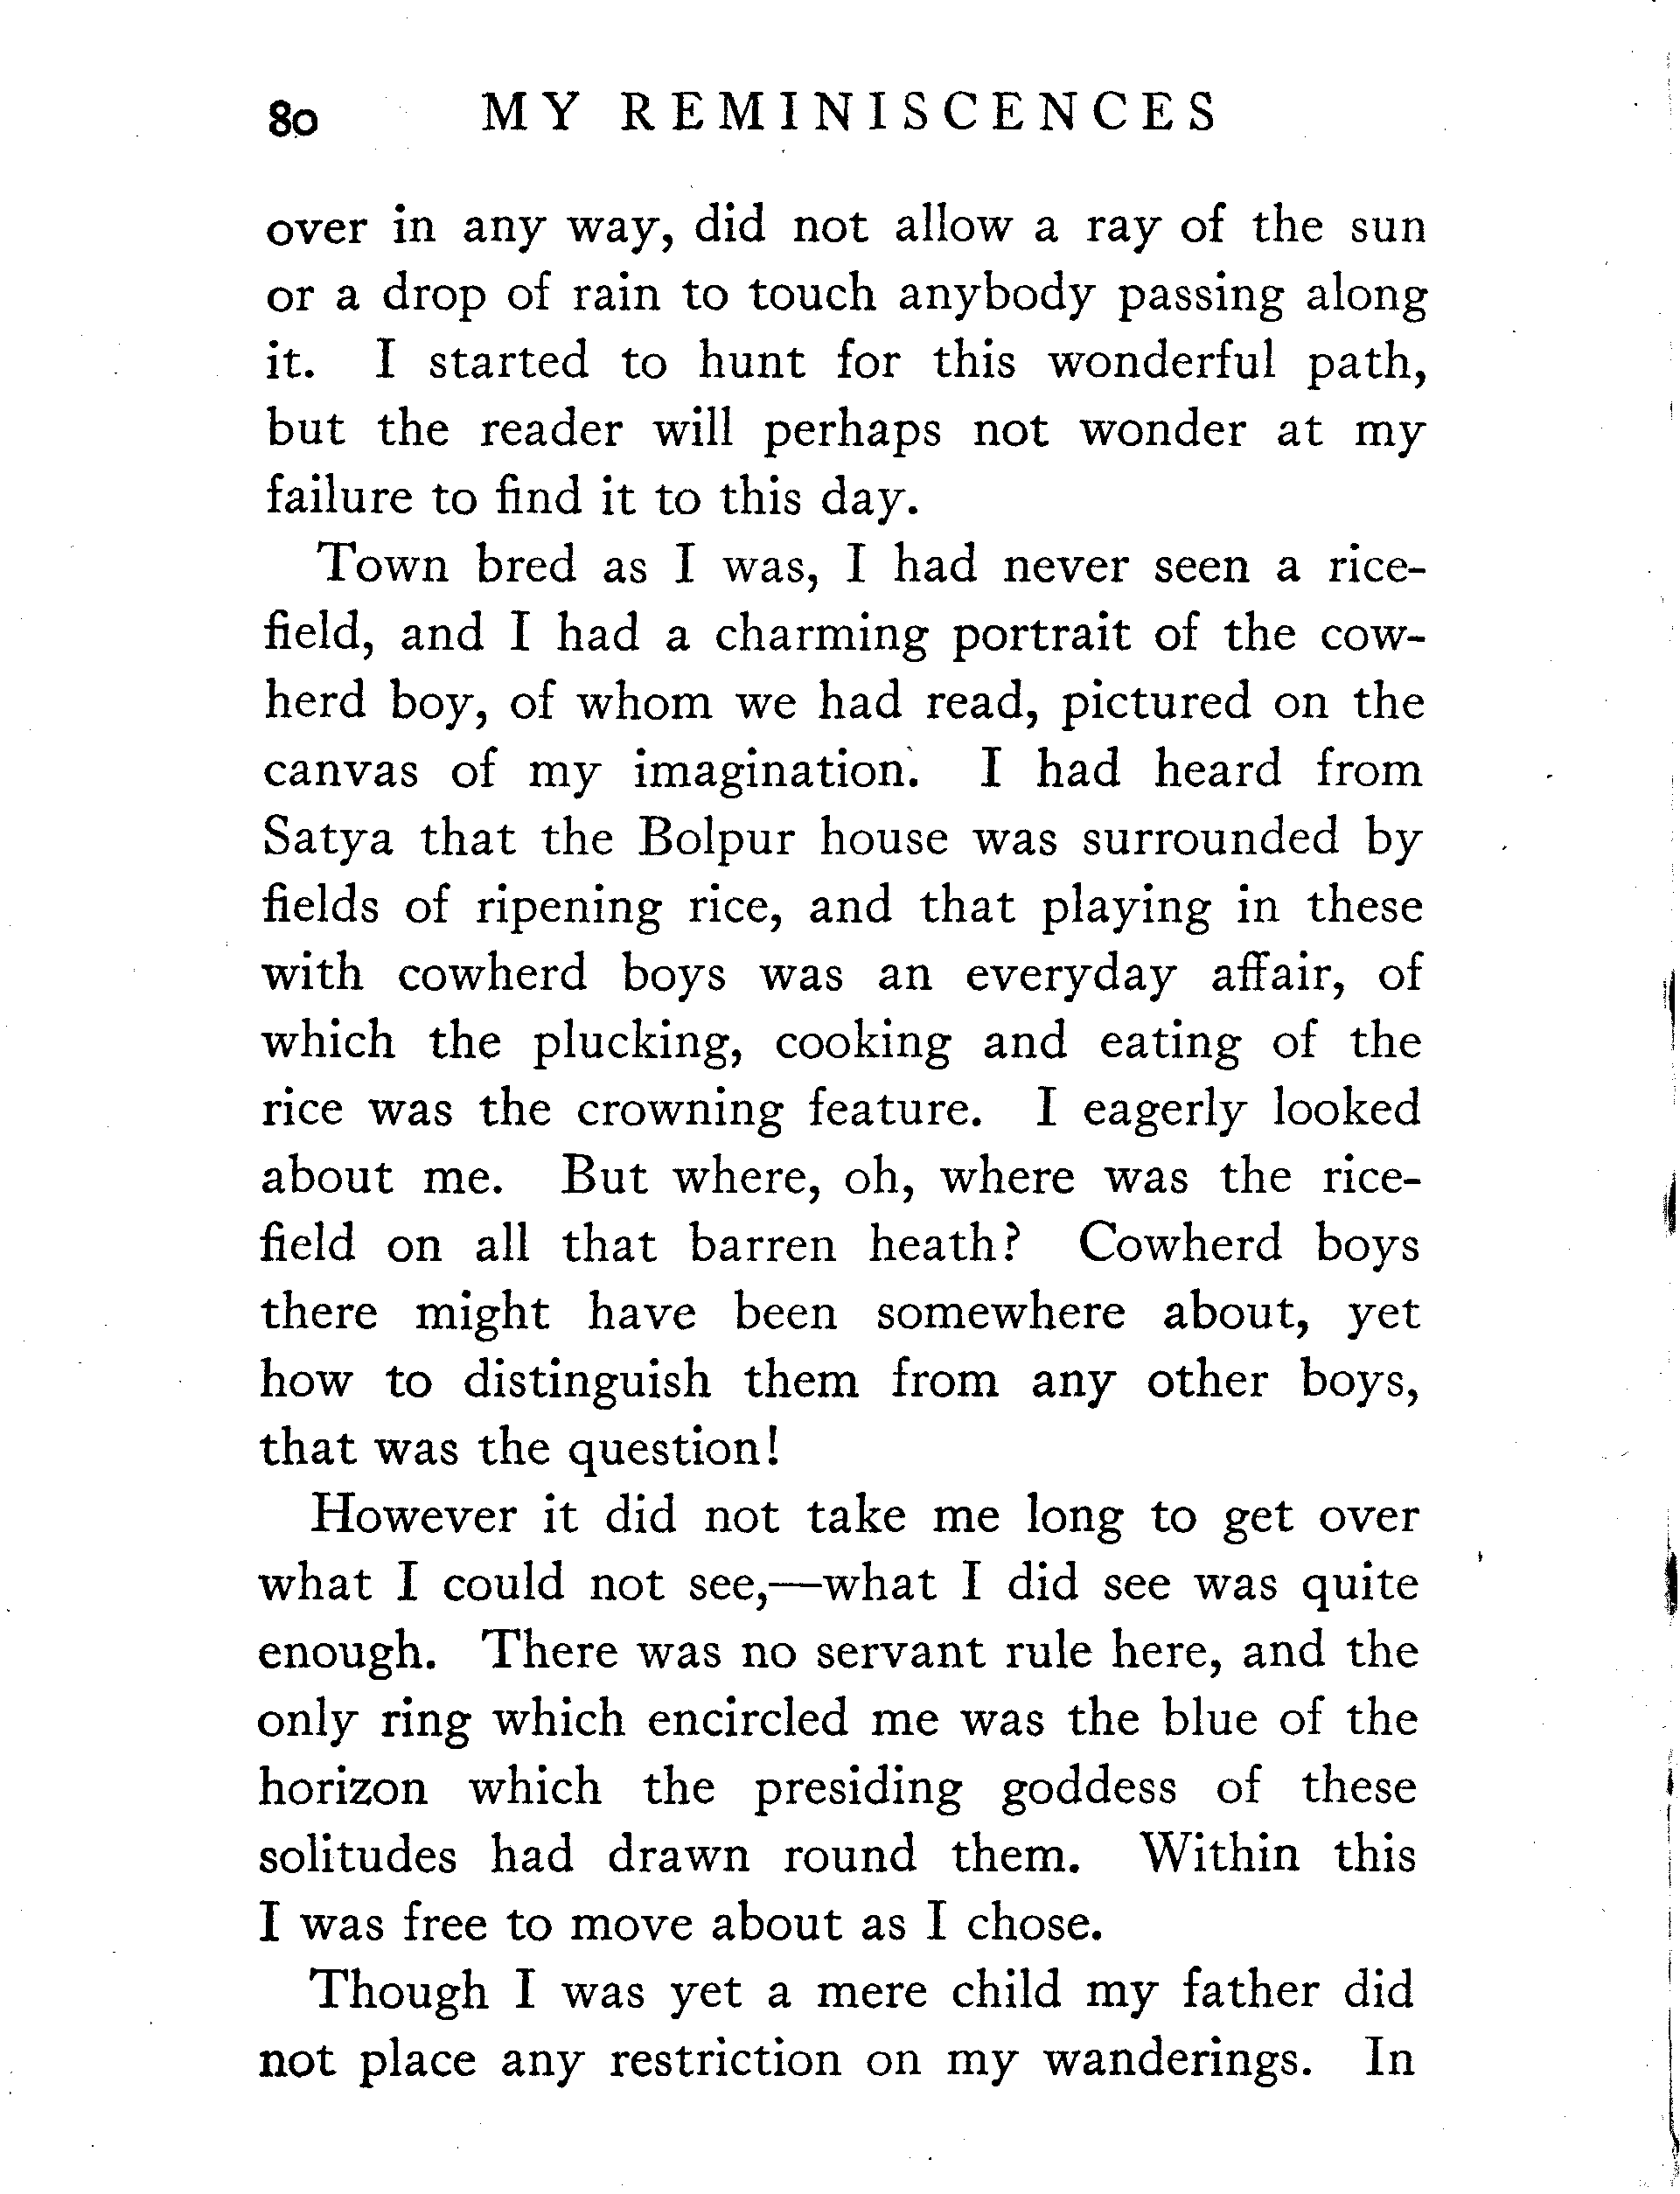 80 MY REMINISCENCES
over in any way, did not allow a ray of the sun
or a drop of rain to touch anybody passing along
it. I started to hunt for this wonderful path,
but the reader will perhaps not wonder at my
failure to find it to this day.
Town bred as I was, I had never seen a rice-
field, and I had a charming portrait of the cow-
herd boy, of whom we had read, pictured on the
canvas of my imagination. I had heard from
Satya that the Bolpur house was surrounded by
fields of ripening rice, and that playing in these
with cowherd boys was an everyday affair, of
which the plucking, cooking and eating of the
rice was the crowning feature. I eagerly looked
about me. But where, oh, where was the rice-
field on all that barren heath? Cowherd boys
there might have been somewhere about, yet
how to distinguish them from any other boys,
that was the question!
However it did not take me long to get over
what I could not see,—what I did see was quite
enough. There was no servant rule here, and the
only ring which encircled me was the blue of the
horizon which the presiding goddess of these
solitudes had drawn round them. Within this
I was free to move about as I chose.
Though I was yet a mere child my father did
not place any restriction on my wanderings. In